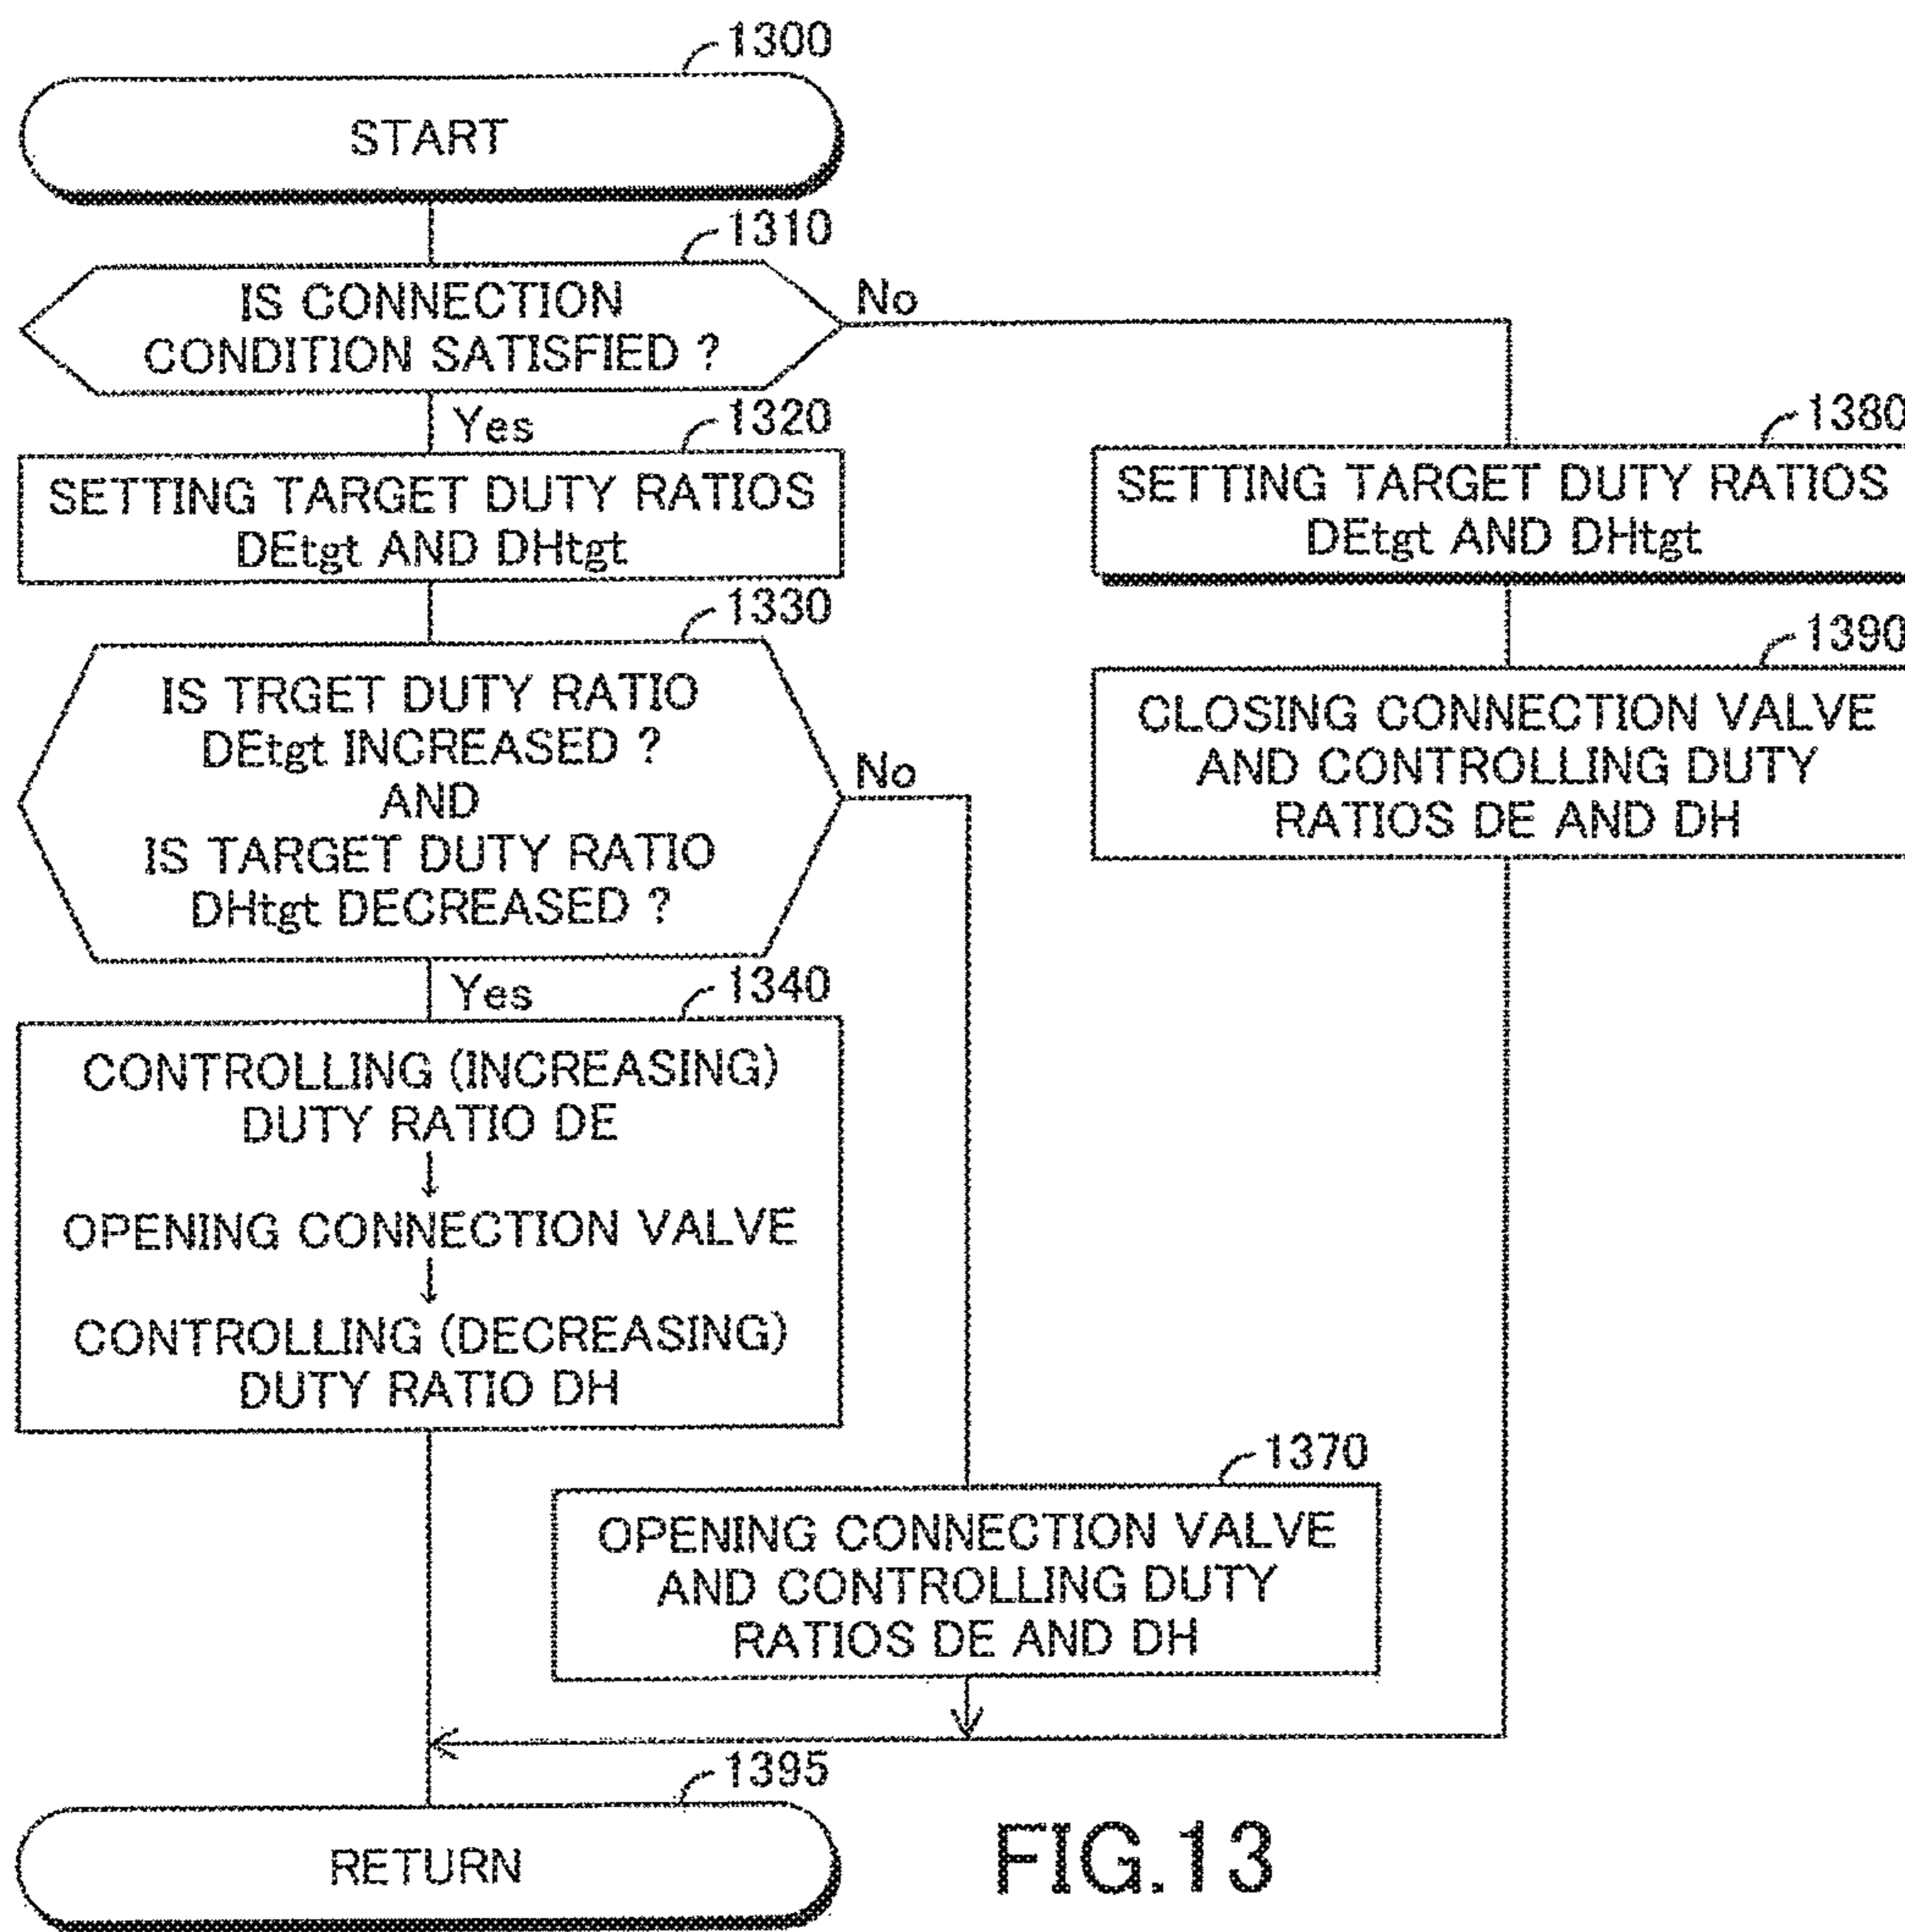 1300
START
1310
IS CONNECTION
CONDITION SATISFIED ?
No
Yes
1320
SETTING TARGET DUTY RATIOS
DEtgt AND DHtgt
1380
SETTING TARGET DUTY RATIOS
DEtgt AND DHtgt
1330
IS TRGET DUTY RATIO
DEtgt INCREASED ?
AND
IS TARGET DUTY RATIO
DHtgt DECREASED ?
No
1390
CLOSING CONNECTION VALVE
AND CONTROLLING DUTY
RATIOS DE AND DH
Yes
1340
CONTROLLING (INCREASING)
DUTY RATIO DE
OPENING CONNECTION VALVE
CONTROLLING (DECREASING)
DUTY RATIO DH
1370
OPENING CONNECTION VALVE
AND CONTROLLING DUTY
RATIOS DE AND DH
1395
RETURN
FIG.13